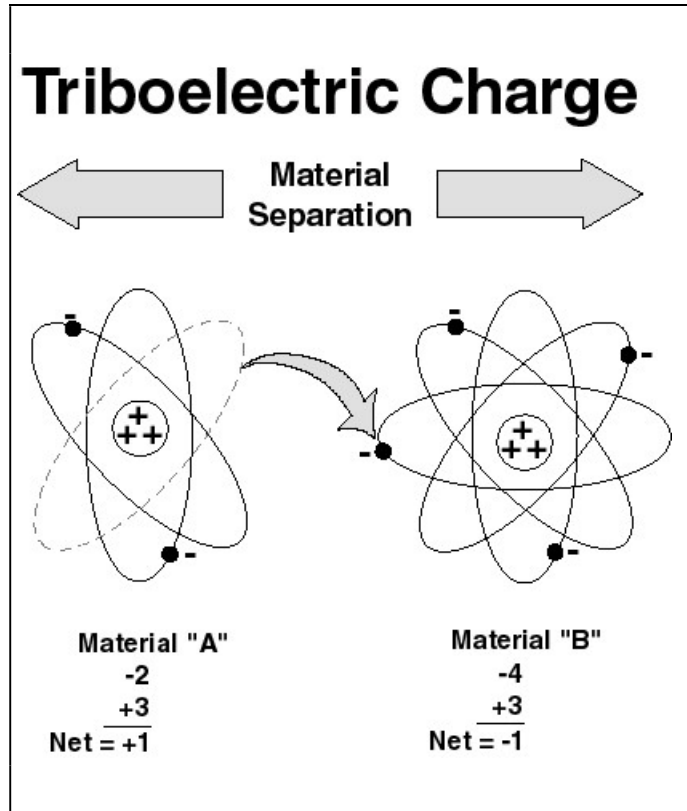 Triboelectric Charge
Material
Separation
-
-
-
+
+ +
-
+
+ +
-
-
Material "A"
-2
+3
Net = +1
Material "B"
-4
+3
Net = -1